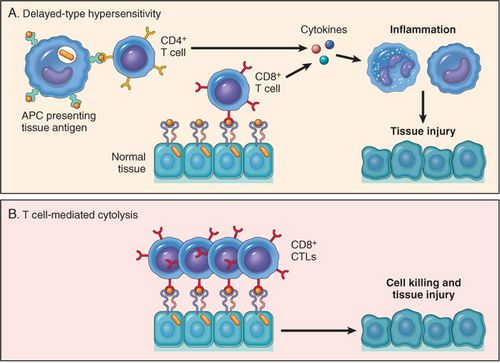 A. Delayed-type hypersensitivity
CD4+
T cell
Cytokines
Inflammation
CD8+
T cell
APC presenting
tissue antigen
Normal
tissue
Tissue injury
B. T cell-mediated cytolysis
CD8+
CTLs
Cell killing and
tissue injury